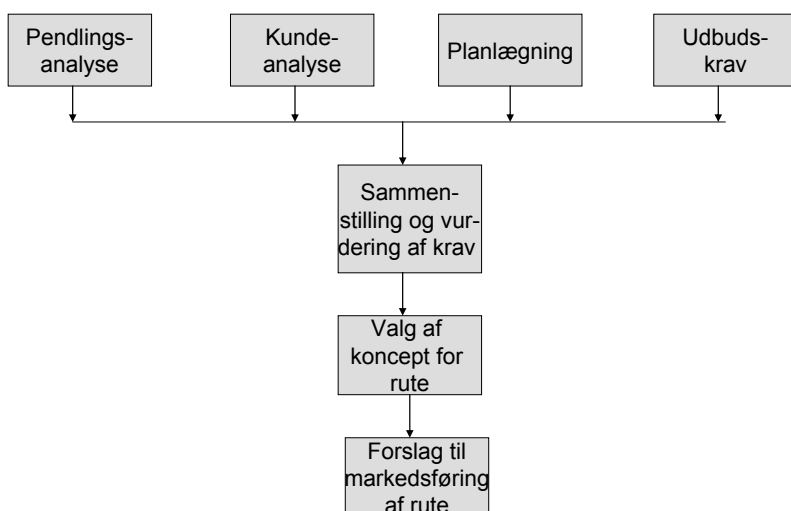 Pendlings-
analyse
Kunde-
analyse
Planlægning
Udbuds-
krav
Sammen-
stilling og vur-
dering af krav
Valg af
koncept for
rute
Forslag til
markedsføring
af rute